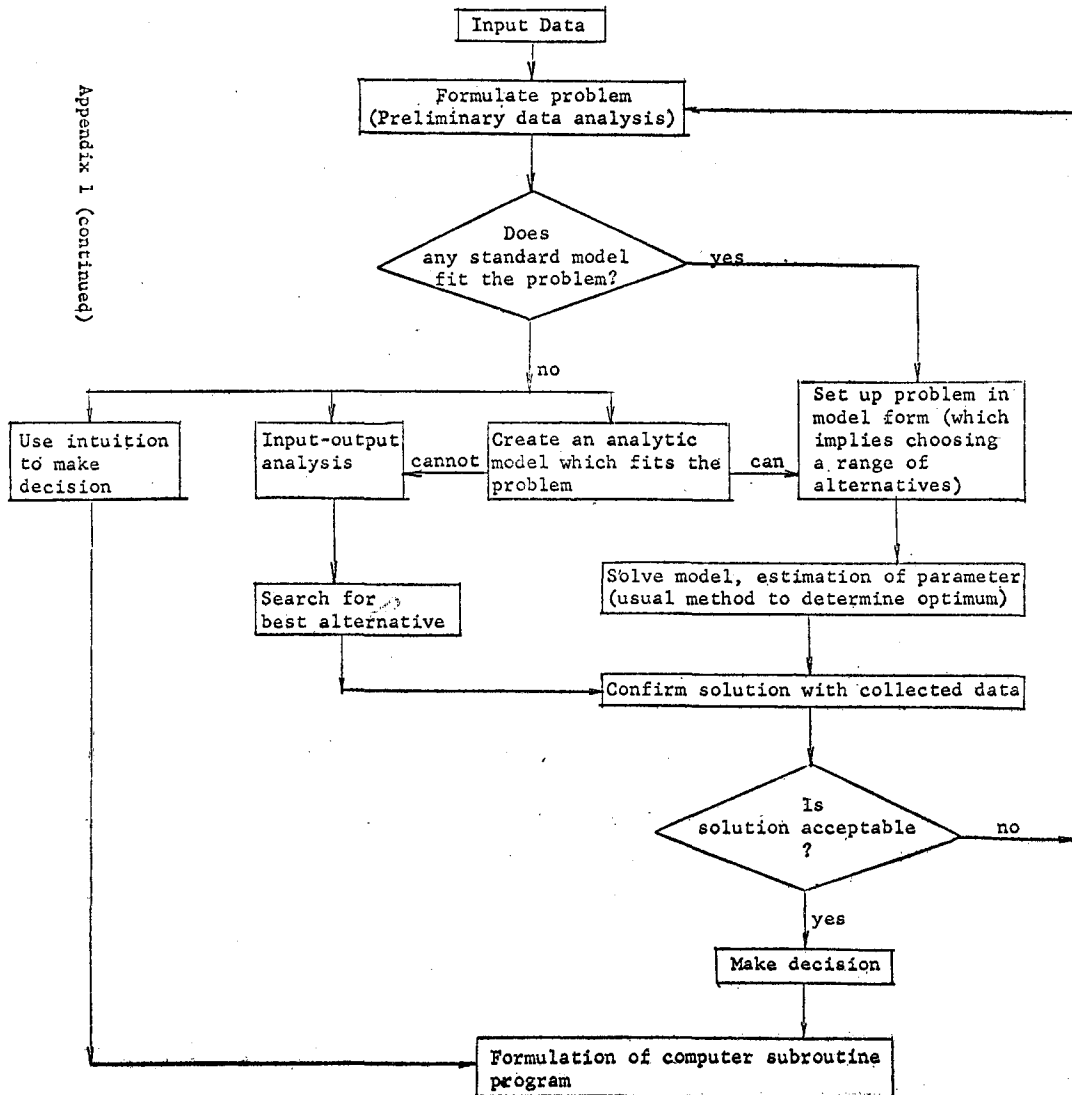 Input Data
Appendix 1 (continued)
Formulate problem
(Preliminary data analysis)
Does
any standard model
fit the problem?
yes
no
Use intuition
to make
decision
Input-output
analysis
cannot
Create an analytic
model which fits the
problem
can
Set up problem in
model form (which
implies choosing
a range of
alternatives)
Search for
best alternative
Solve model, estimation of parameter
(usual method to determine optimum)
Confirm solution with collected data
Is
solution acceptable
?
no
yes
Make decision
Formulation of computer subroutine
program